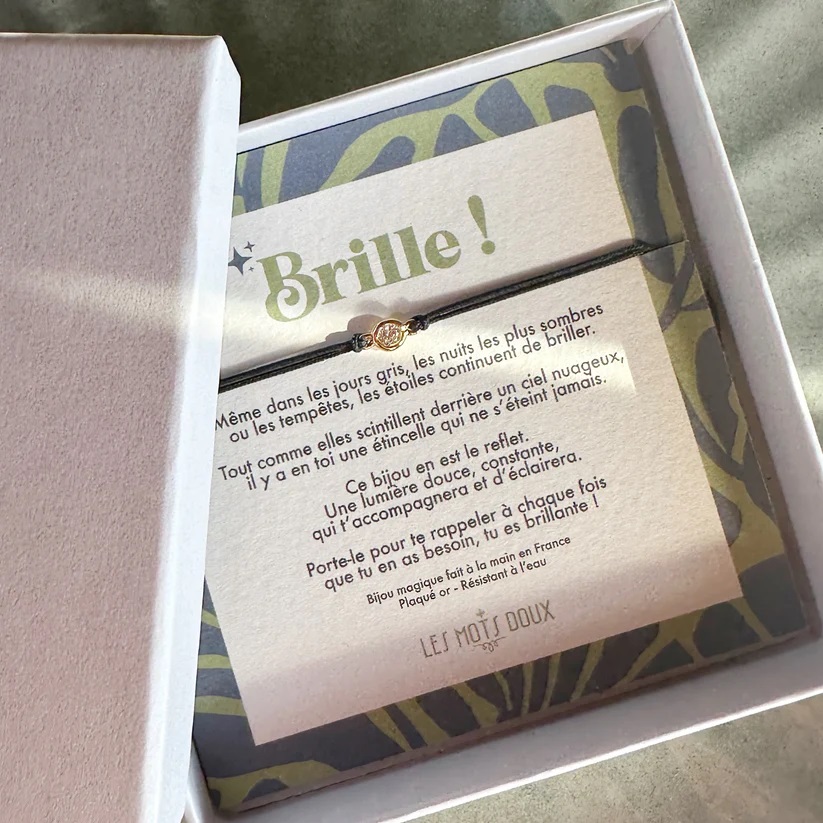 Brille !
Même dans les jours gris, les nuits les plus sombres
ou les tempêtes, les étoiles continuent de briller.
Tout comme elles scintillent derrière un ciel nuageux,
il y a en toi une étincelle qui ne s'éteint jamais.
Ce bijou en est le reflet.
Une lumière douce, constante,
qui t'accompagnera et d'éclairera.
Porte-le pour te rappeler à chaque fois
que tu en as besoin, tu es brillante !
Bijou magique fait à la main en France
Plaqué or - Résistant à l'eau
LES MOTS DOUX